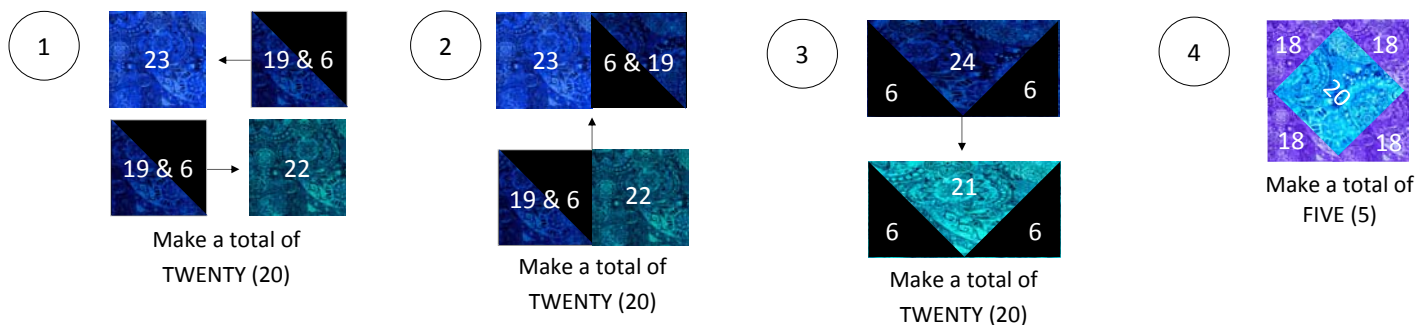 1
23
19 & 6
19 & 6
22
Make a total of
TWENTY (20)
2
23
6 & 19
19 & 6
22
Make a total of
TWENTY (20)
3
24
6
6
21
6
6
Make a total of
TWENTY (20)
4
18
18
20
18
18
Make a total of
FIVE (5)